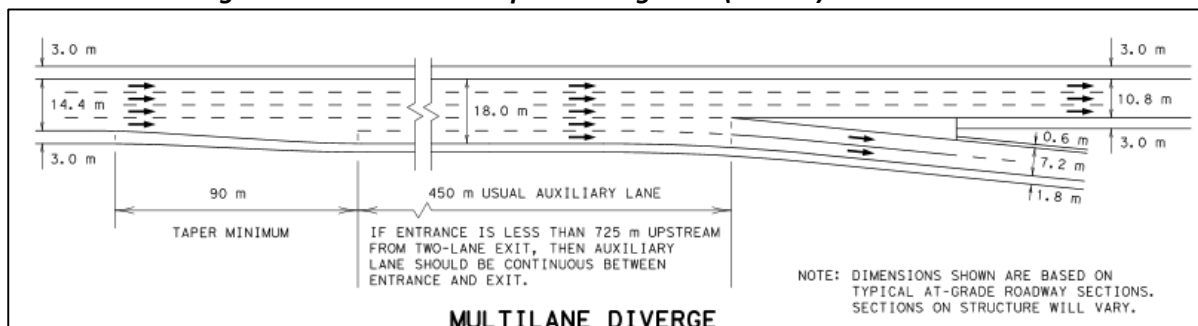 3.0 m
3.0 m
14.4 m
18.0 m
10.8 m
3.0 m
3.0 m
0.6 m
7.2 m
1.8 m
90 m
450 m USUAL AUXILIARY LANE
TAPER MINIMUM
IF ENTRANCE IS LESS THAN 725 m UPSTREAM
FROM TWO-LANE EXIT, THEN AUXILIARY
LANE SHOULD BE CONTINUOUS BETWEEN
ENTRANCE AND EXIT.
NOTE: DIMENSIONS SHOWN ARE BASED ON
TYPICAL AT-GRADE ROADWAY SECTIONS.
SECTIONS ON STRUCTURE WILL VARY.
MULTILANE DIVERGE